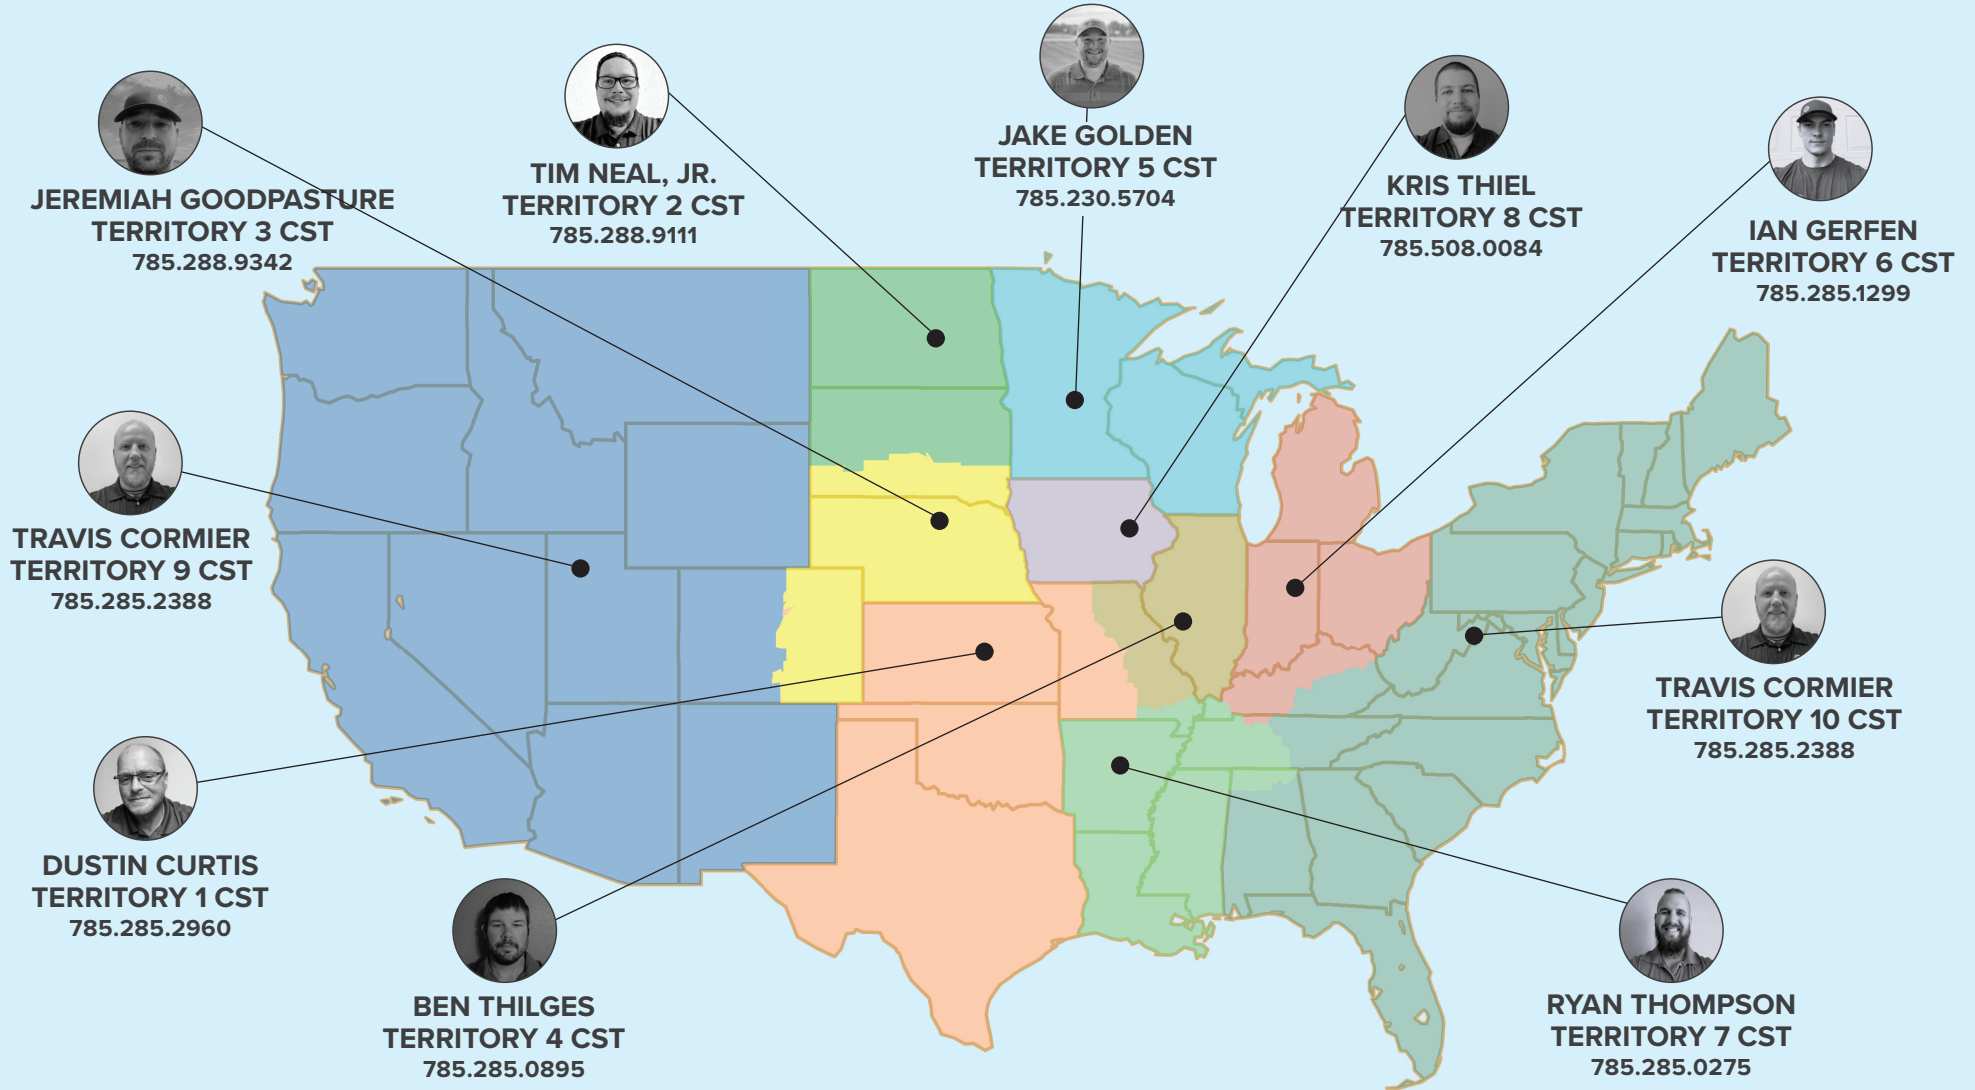 JAKE GOLDEN
TERRITORY 5 CST
785.230.5704
TIM NEAL, JR.
TERRITORY 2 CST
785.288.9111
KRIS THIEL
TERRITORY 8 CST
785.508.0084
JEREMIAH GOODPASTURE
TERRITORY 3 CST
785.288.9342
IAN GERFEN
TERRITORY 6 CST
785.285.1299
TRAVIS CORMIER
TERRITORY 9 CST
785.285.2388
TRAVIS CORMIER
TERRITORY 10 CST
785.285.2388
DUSTIN CURTIS
TERRITORY 1 CST
785.285.2960
BEN THILGES
TERRITORY 4 CST
785.285.0895
RYAN THOMPSON
TERRITORY 7 CST
785.285.0275